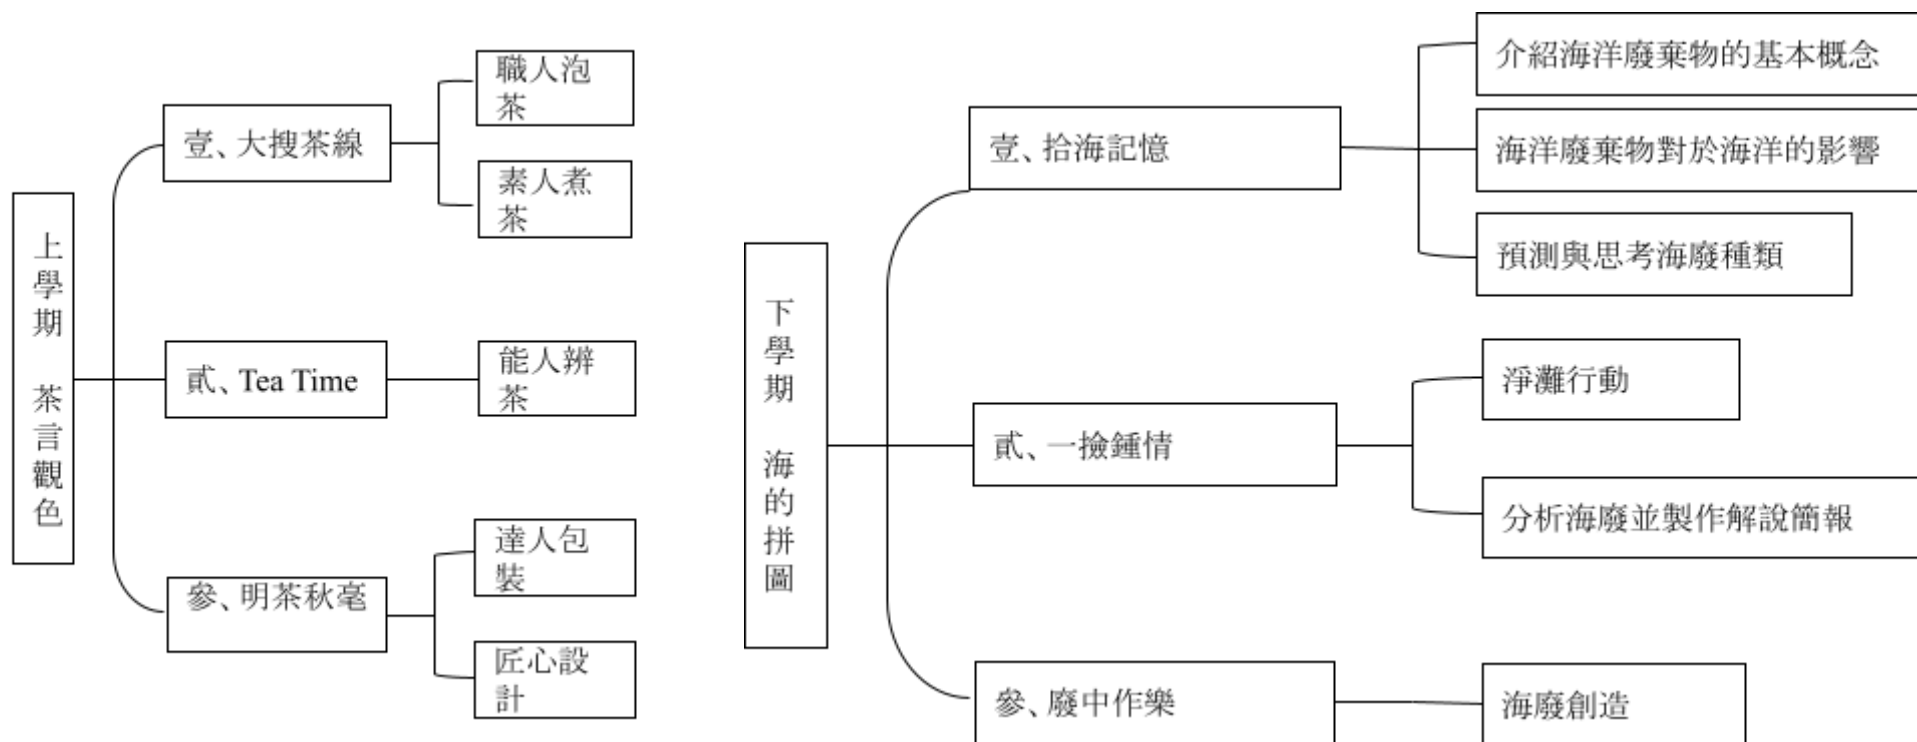 上學期 茶言觀色
壹、大搜茶線
職人泡
茶
素人煮
茶
貳、Tea Time
能人辨
茶
參、明茶秋毫
達人包
裝
匠心設
計
下學期 海的拼圖
壹、拾海記憶
介紹海洋廢棄物的基本概念
海洋廢棄物對於海洋的影響
預測與思考海廢種類
貳、一撿鍾情
淨灘行動
分析海廢並製作解說簡報
參、廢中作樂
海廢創造